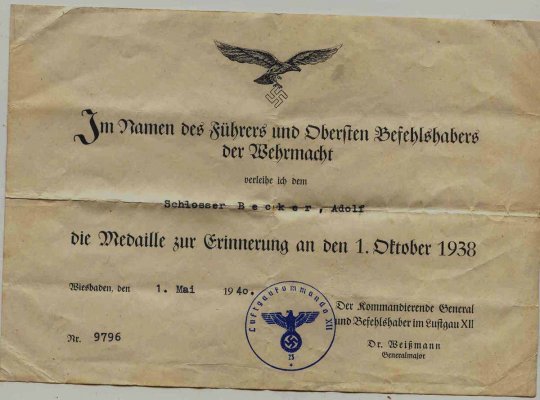 Im Namen des Führers und Obersten Befehlshabers
der Wehrmacht
verleihe ich dem
Schlosser Becker, Adolf
die Medaille zur Erinnerung an den 1. Oktober 1938
Wiesbaden, den 1. Mai 1940.
Luftgaukommando XII
25
Der Kommandierende General
und Befehlshaber im Luftgau XII
Nr. 9796
Dr. Weißmann
Generalmajor